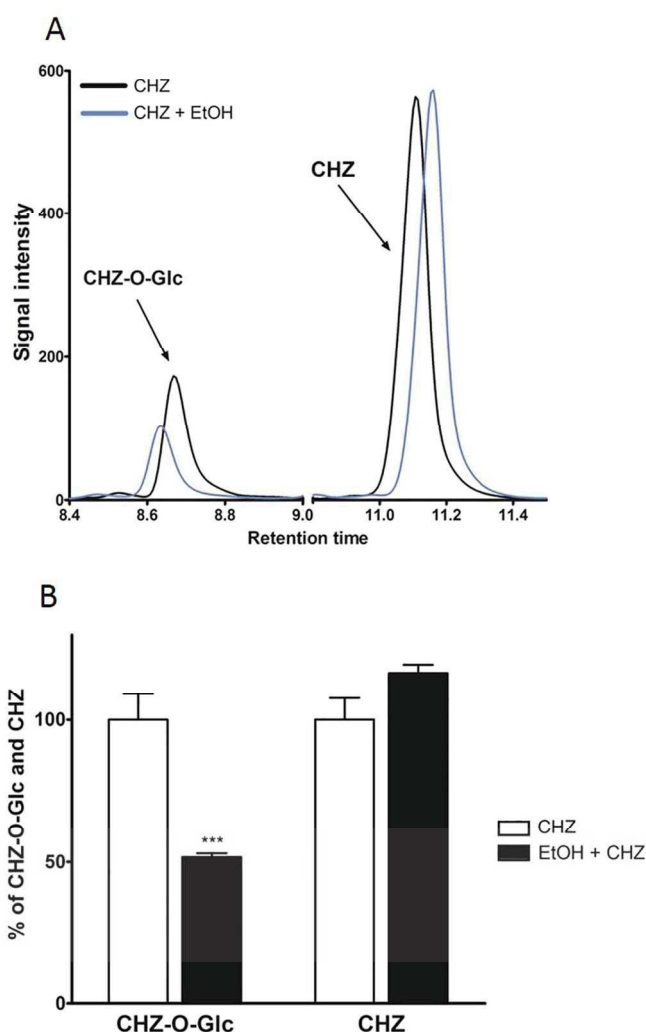 A
600
CHZ
CHZ + EtOH
CHZ
400
Signal intensity
CHZ-O-Glc
200
0
8.4 8.6 8.8 9.0 11.0 11.2 11.4
Retention time
B
% of CHZ-O-Glc and CHZ
100
***
CHZ
50
EtOH + CHZ
0
CHZ-O-Glc CHZ